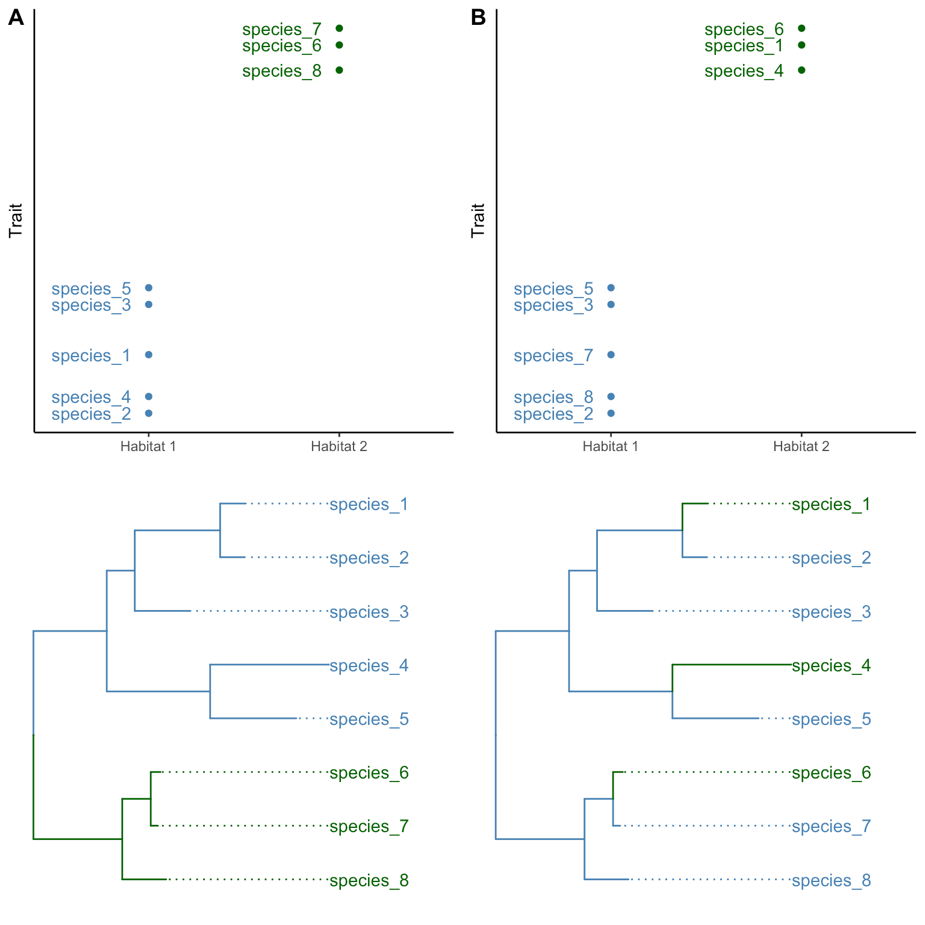 A
species_7
species_6
species_8
Trait
species_5
species_3
species_1
species_4
species_2
Habitat 1
Habitat 2
species_1
species_2
species_3
species_4
species_5
species_6
species_7
species_8
B
species_6
species_1
species_4
Trait
species_5
species_3
species_7
species_8
species_2
Habitat 1
Habitat 2
species_1
species_2
species_3
species_4
species_5
species_6
species_7
species_8